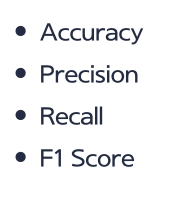 • Accuracy
• Precision
• Recall
• F1 Score